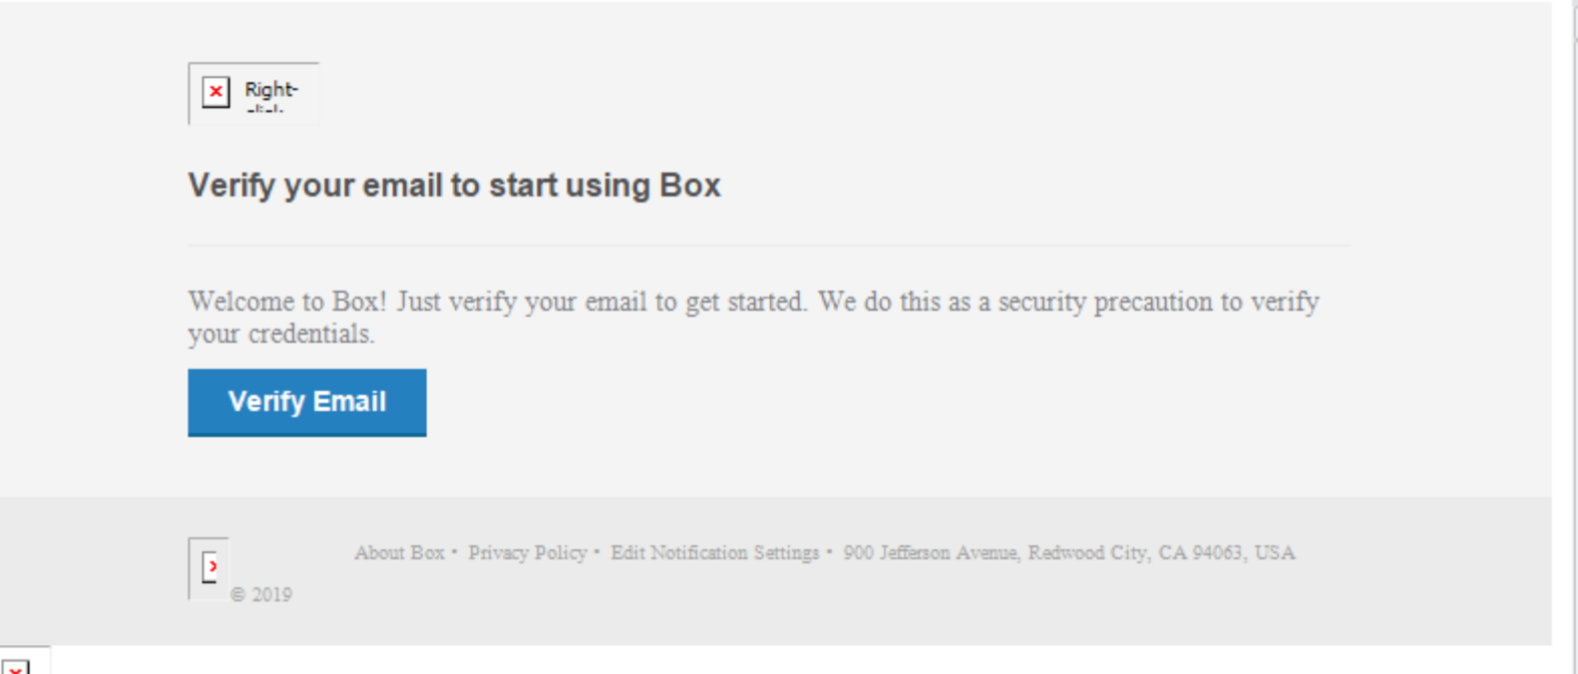 Right-
Verify your email to start using Box
Welcome to Box! Just verify your email to get started. We do this as a security precaution to verify
your credentials.
Verify Email
About Box • Privacy Policy • Edit Notification Settings • 900 Jefferson Avenue, Redwood City, CA 94063, USA
© 2019